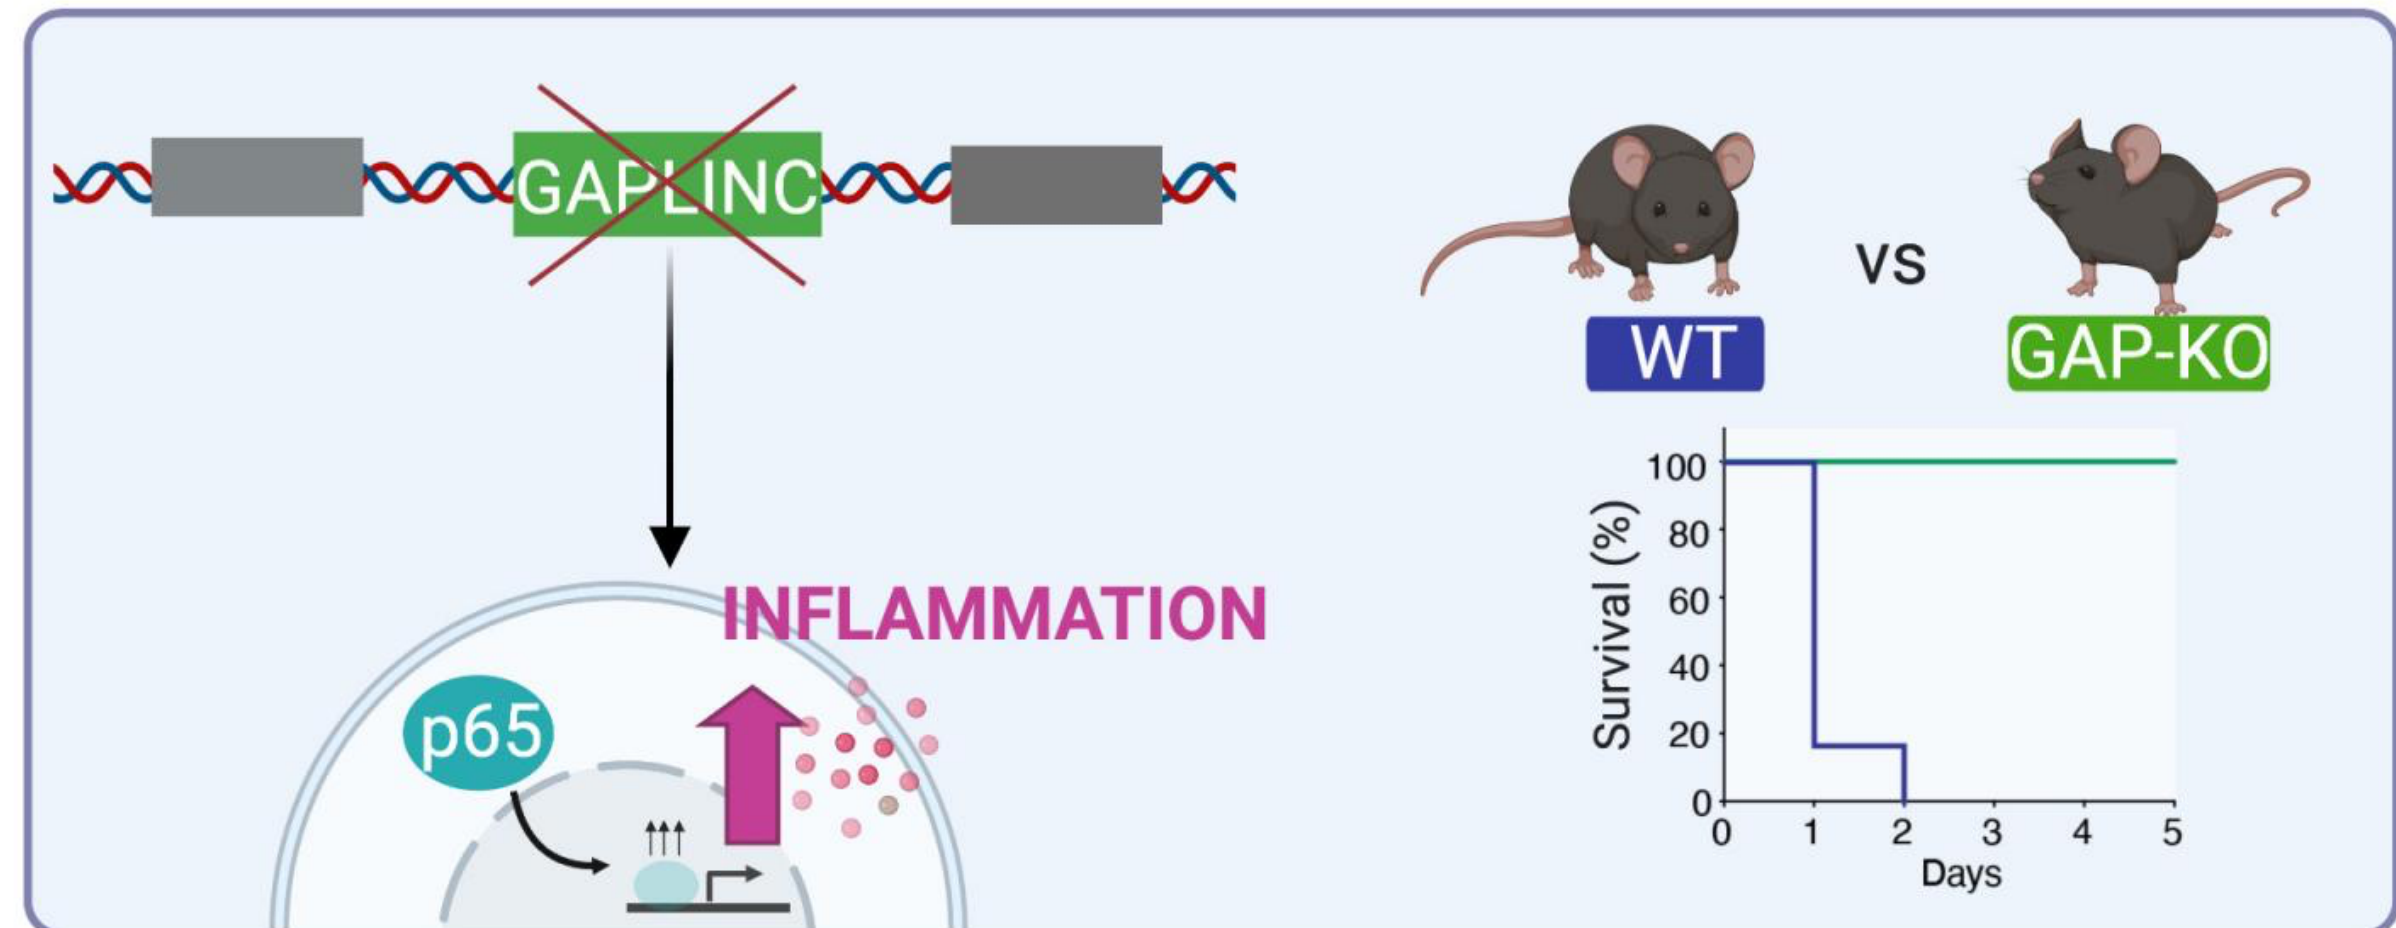 GAPLINC
INFLAMMATION
p65
WT
vs
GAP-KO
Survival (%)
100
80
60
40
20
0
0 1 2 3 4 5
Days